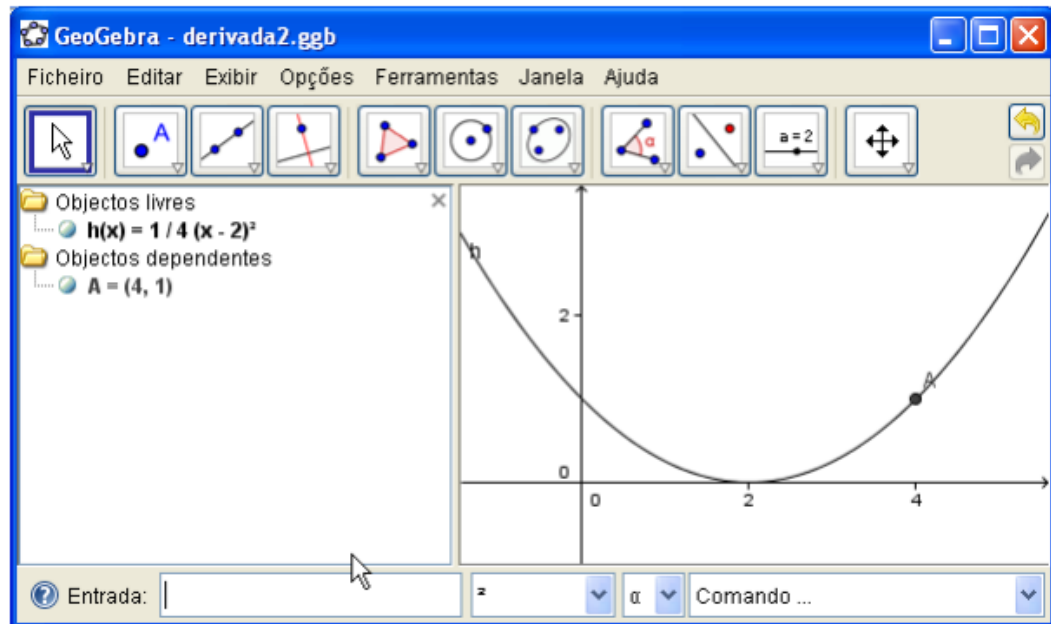 GeoGebra - derivada2.ggb
Ficheiro Editar Exibir Opções Ferramentas Janela Ajuda
A
α
a = 2
Objectos livres
h(x) = 1 / 4 (x - 2)²
Objectos dependentes
A = (4, 1)
h
2
A
0
0 2 4
Entrada: ² α Comando ...